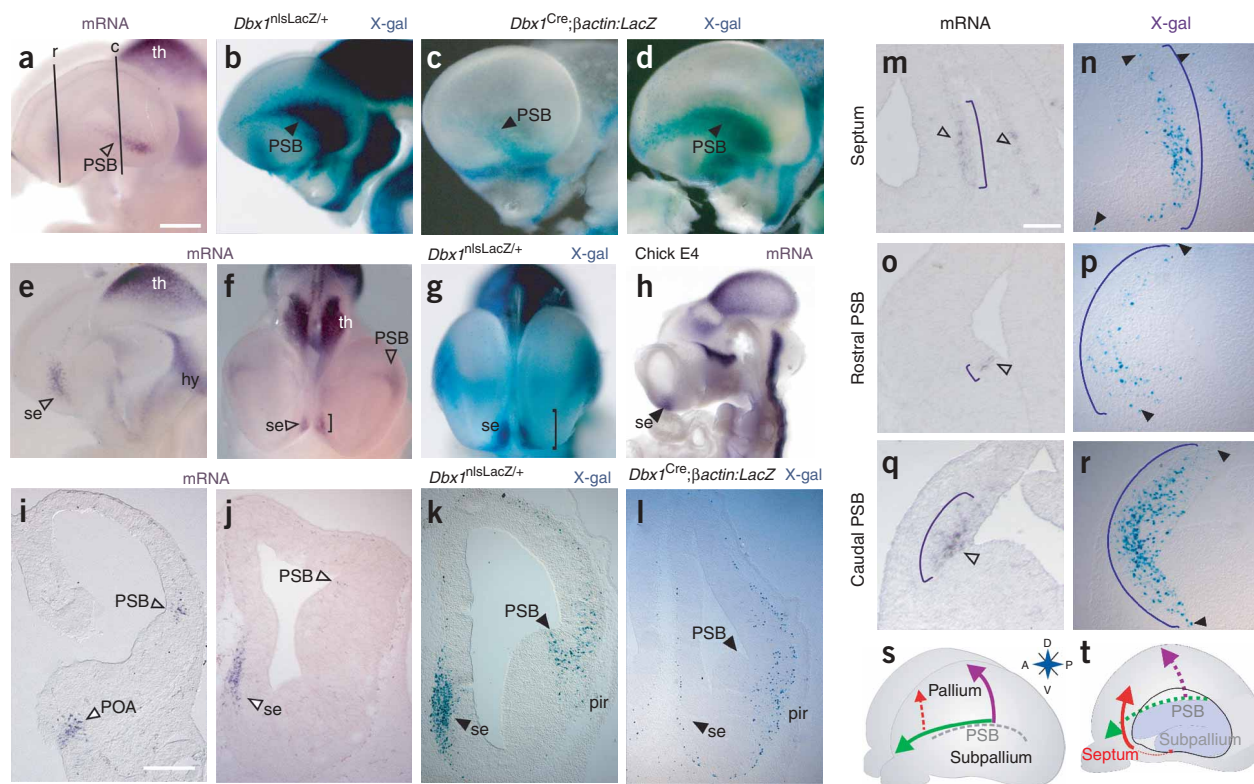 mRNA
Dbx1nlsLacZ/+ X-gal
Dbx1Cre;βactin:LacZ X-gal
a r c th PSB
b PSB
c PSB
d PSB
mRNA
Dbx1nlsLacZ/+ X-gal
Chick E4 mRNA
e th hy se
f th PSB se
g se
h se
mRNA
Dbx1nlsLacZ/+ X-gal
Dbx1Cre;βactin:LacZ X-gal
i PSB POA
j PSB se
k PSB pir se
l PSB pir se
mRNA X-gal
Septum
m n
Rostral PSB
o p
Caudal PSB
q r
s Pallium PSB Subpallium
D
A P
V
t PSB Subpallium Septum